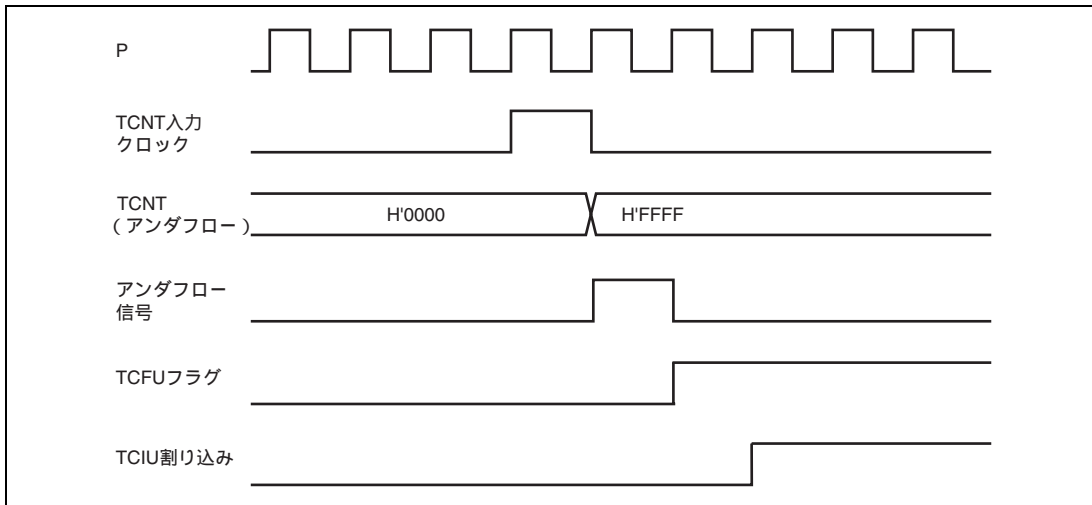 P
TCNT入力
クロック
TCNT
（アンダフロー）
H'0000
H'FFFF
アンダフロー
信号
TCFUフラグ
TCIU割り込み